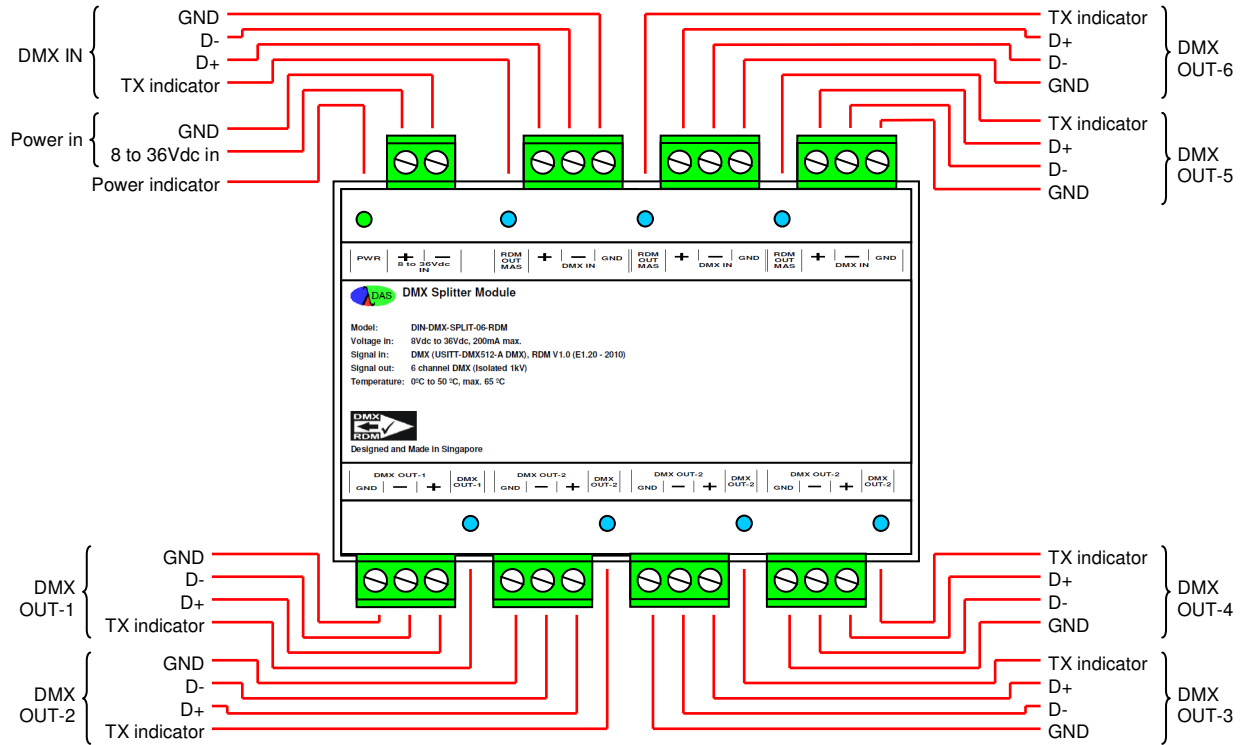 GND
D-
D+
TX indicator
DMX IN
GND
8 to 36Vdc in
Power in
Power indicator
TX indicator
D+
D-
GND
DMX
OUT-6
TX indicator
D+
D-
GND
DMX
OUT-5
PWR + − 8 to 36Vdc
IN
RDM
OUT
MAS + − GND
DMX IN
RDM
OUT
MAS + − GND
DMX IN
RDM
OUT
MAS + − GND
DMX IN
DAS DMX Splitter Module
Model: DIN-DMX-SPLIT-06-RDM
Voltage in: 8Vdc to 36Vdc, 200mA max.
Signal in: DMX (USITT-DMX512-A DMX), RDM V1.0 (E1.20 - 2010)
Signal out: 6 channel DMX (Isolated 1kV)
Temperature: 0ºC to 50 ºC, max. 65 ºC
DMX
RDM
Designed and Made in Singapore
DMX OUT-1
GND − + DMX
OUT-1
DMX OUT-2
GND − + DMX
OUT-2
DMX OUT-2
GND − + DMX
OUT-2
DMX OUT-2
GND − + DMX
OUT-2
GND
D-
D+
TX indicator
DMX
OUT-1
GND
D-
D+
TX indicator
DMX
OUT-2
TX indicator
D+
D-
GND
DMX
OUT-4
TX indicator
D+
D-
GND
DMX
OUT-3